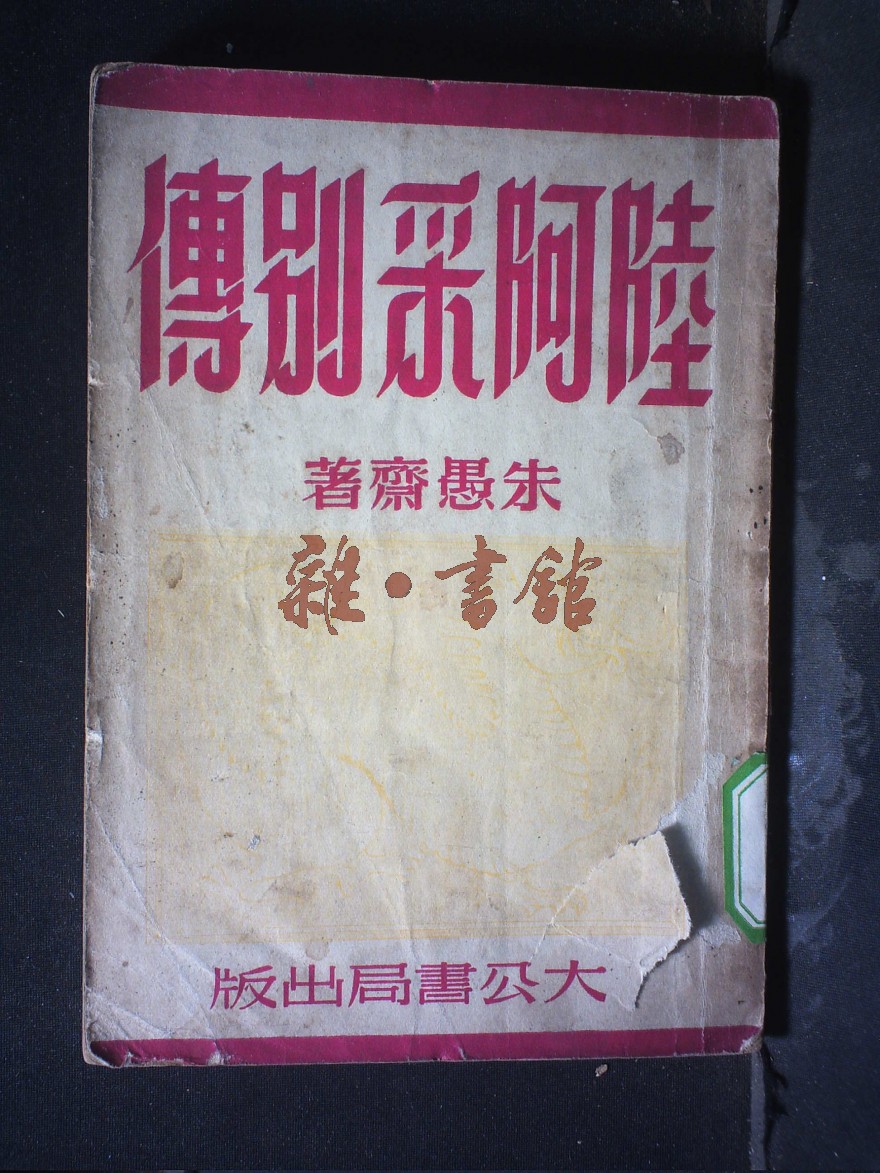 陸阿采別傳
朱愚齋著
雜·書館
大公書局出版